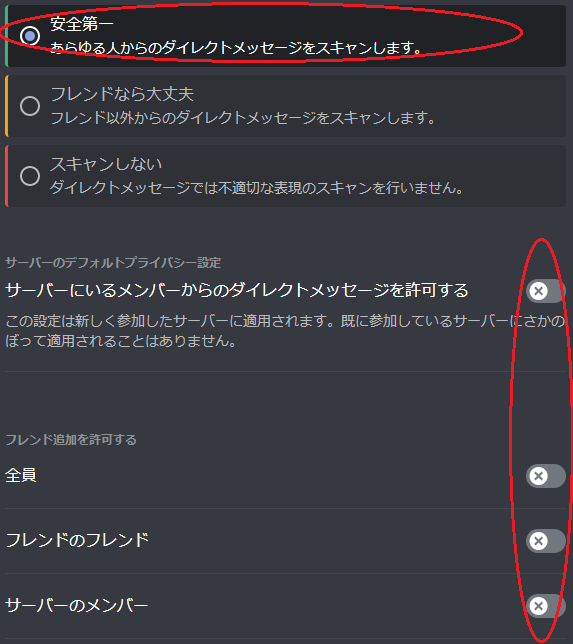 安全第一
あらゆる人からのダイレクトメッセージをスキャンします。
フレンドなら大丈夫
フレンド以外からのダイレクトメッセージをスキャンします。
スキャンしない
ダイレクトメッセージでは不適切な表現のスキャンを行いません。
サーバーのデフォルトプライバシー設定
サーバーにいるメンバーからのダイレクトメッセージを許可する
この設定は新しく参加したサーバーに適用されます。既に参加しているサーバーにさかの
ぼって適用されることはありません。
フレンド追加を許可する
全員
フレンドのフレンド
サーバーのメンバー